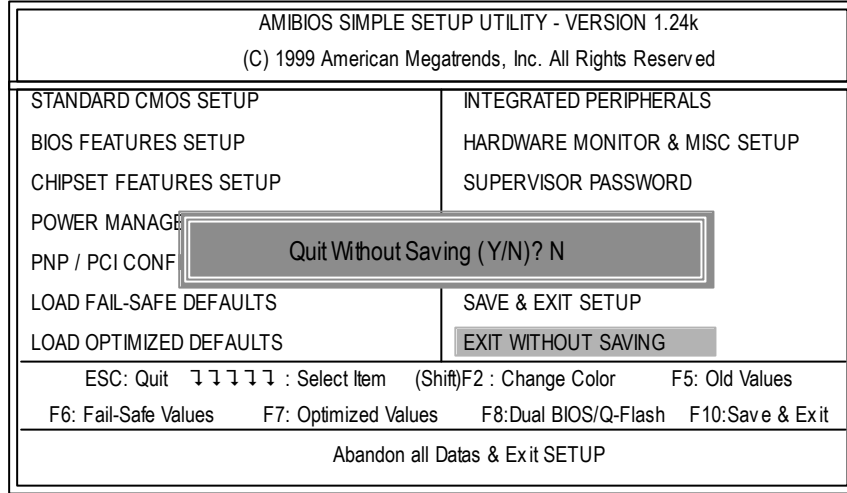 AMIBIOS SIMPLE SETUP UTILITY - VERSION 1.24k
(C) 1999 American Megatrends, Inc. All Rights Reserved
STANDARD CMOS SETUP INTEGRATED PERIPHERALS
BIOS FEATURES SETUP HARDWARE MONITOR & MISC SETUP
CHIPSET FEATURES SETUP SUPERVISOR PASSWORD
POWER MANAGE
Quit Without Saving (Y/N)? N
PNP / PCI CONF
LOAD FAIL-SAFE DEFAULTS SAVE & EXIT SETUP
LOAD OPTIMIZED DEFAULTS EXIT WITHOUT SAVING
ESC: Quit ↴↴↴↴↴ : Select Item (Shift)F2 : Change Color F5: Old Values
F6: Fail-Safe Values F7: Optimized Values F8:Dual BIOS/Q-Flash F10:Save & Exit
Abandon all Datas & Exit SETUP